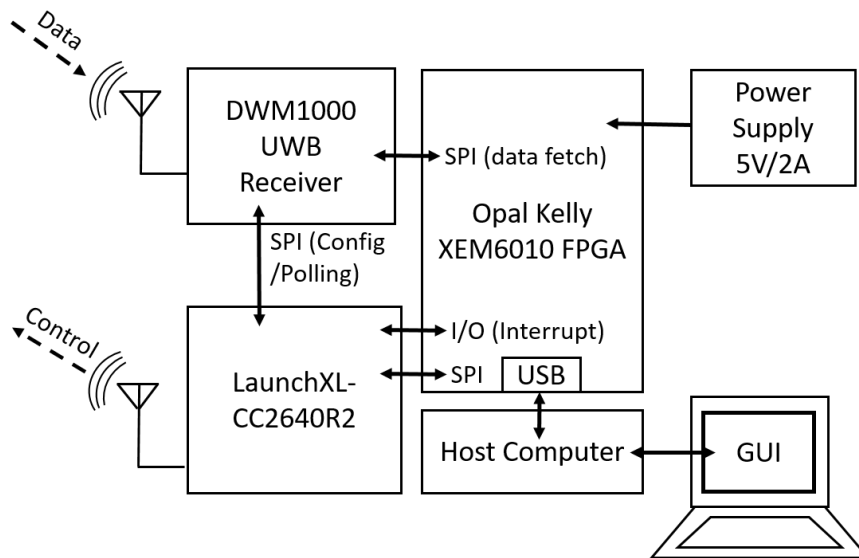 Data
DWM1000
UWB
Receiver
SPI (data fetch)
Opal Kelly
XEM6010 FPGA
Power
Supply
5V/2A
SPI (Config
/Polling)
Control
LaunchXL-
CC2640R2
I/O (Interrupt)
SPI
USB
Host Computer
GUI